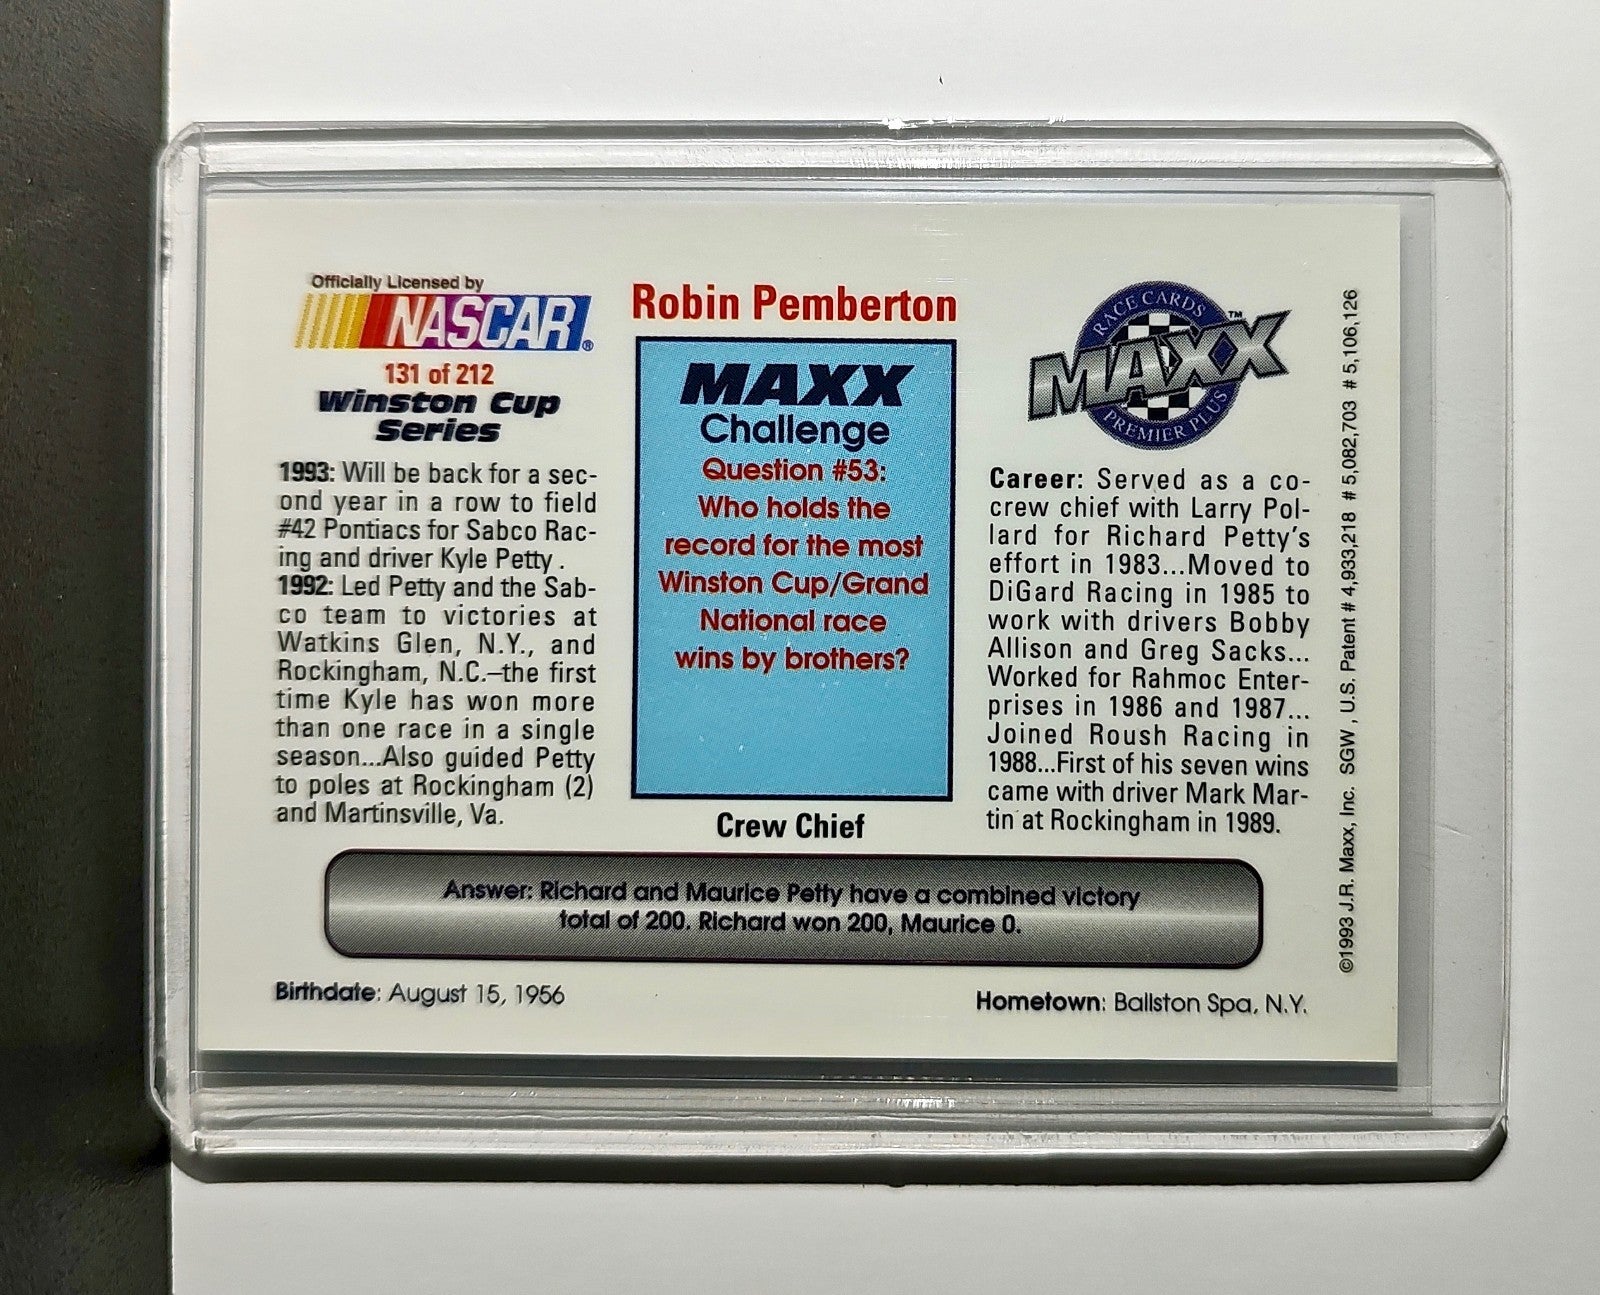 Officially Licensed by
NASCAR®
131 of 212
Winston Cup
Series
1993: Will be back for a sec-
ond year in a row to field
#42 Pontiacs for Sabco Rac-
ing and driver Kyle Petty .
1992: Led Petty and the Sab-
co team to victories at
Watkins Glen, N.Y., and
Rockingham, N.C.–the first
time Kyle has won more
than one race in a single
season...Also guided Petty
to poles at Rockingham (2)
and Martinsville, Va.
Robin Pemberton
MAXX
Challenge
Question #53:
Who holds the
record for the most
Winston Cup/Grand
National race
wins by brothers?
Crew Chief
RACE CARDS
MAXX™
PREMIER PLUS
Career: Served as a co-
crew chief with Larry Pol-
lard for Richard Petty's
effort in 1983...Moved to
DiGard Racing in 1985 to
work with drivers Bobby
Allison and Greg Sacks...
Worked for Rahmoc Enter-
prises in 1986 and 1987...
Joined Roush Racing in
1988...First of his seven wins
came with driver Mark Mar-
tin at Rockingham in 1989.
©1993 J.R. Maxx, Inc. SGW , U.S. Patent # 4,933,218 # 5,082,703 # 5,106,126
Answer: Richard and Maurice Petty have a combined victory
total of 200. Richard won 200, Maurice 0.
Birthdate: August 15, 1956
Hometown: Ballston Spa, N.Y.